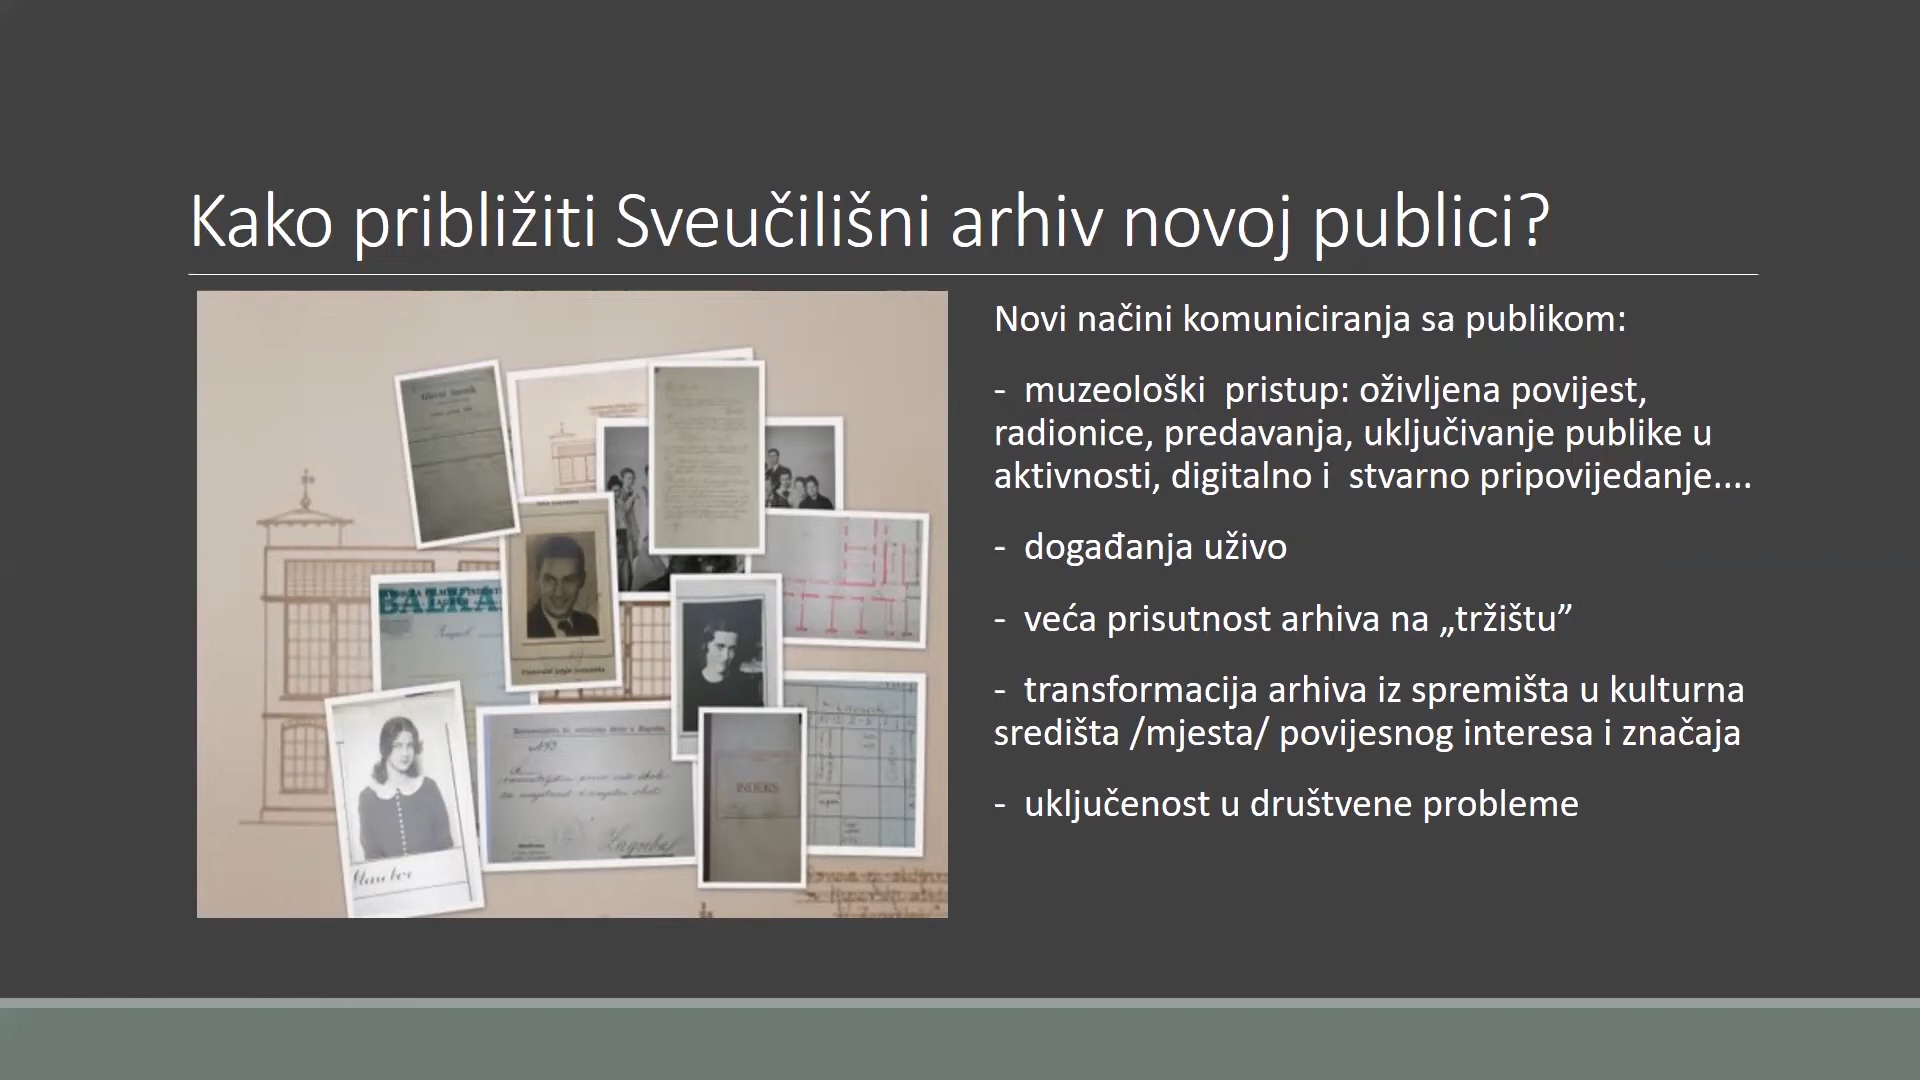 Kako približiti Sveučilišni arhiv novoj publici?
Novi načini komuniciranja sa publikom:
- muzeološki pristup: oživljena povijest,
radionice, predavanja, uključivanje publike u
aktivnosti, digitalno i stvarno pripovijedanje....
- događanja uživo
- veća prisutnost arhiva na „tržištu”
- transformacija arhiva iz spremišta u kulturna
središta /mjesta/ povijesnog interesa i značaja
- uključenost u društvene probleme
INDEKS
Zagreba